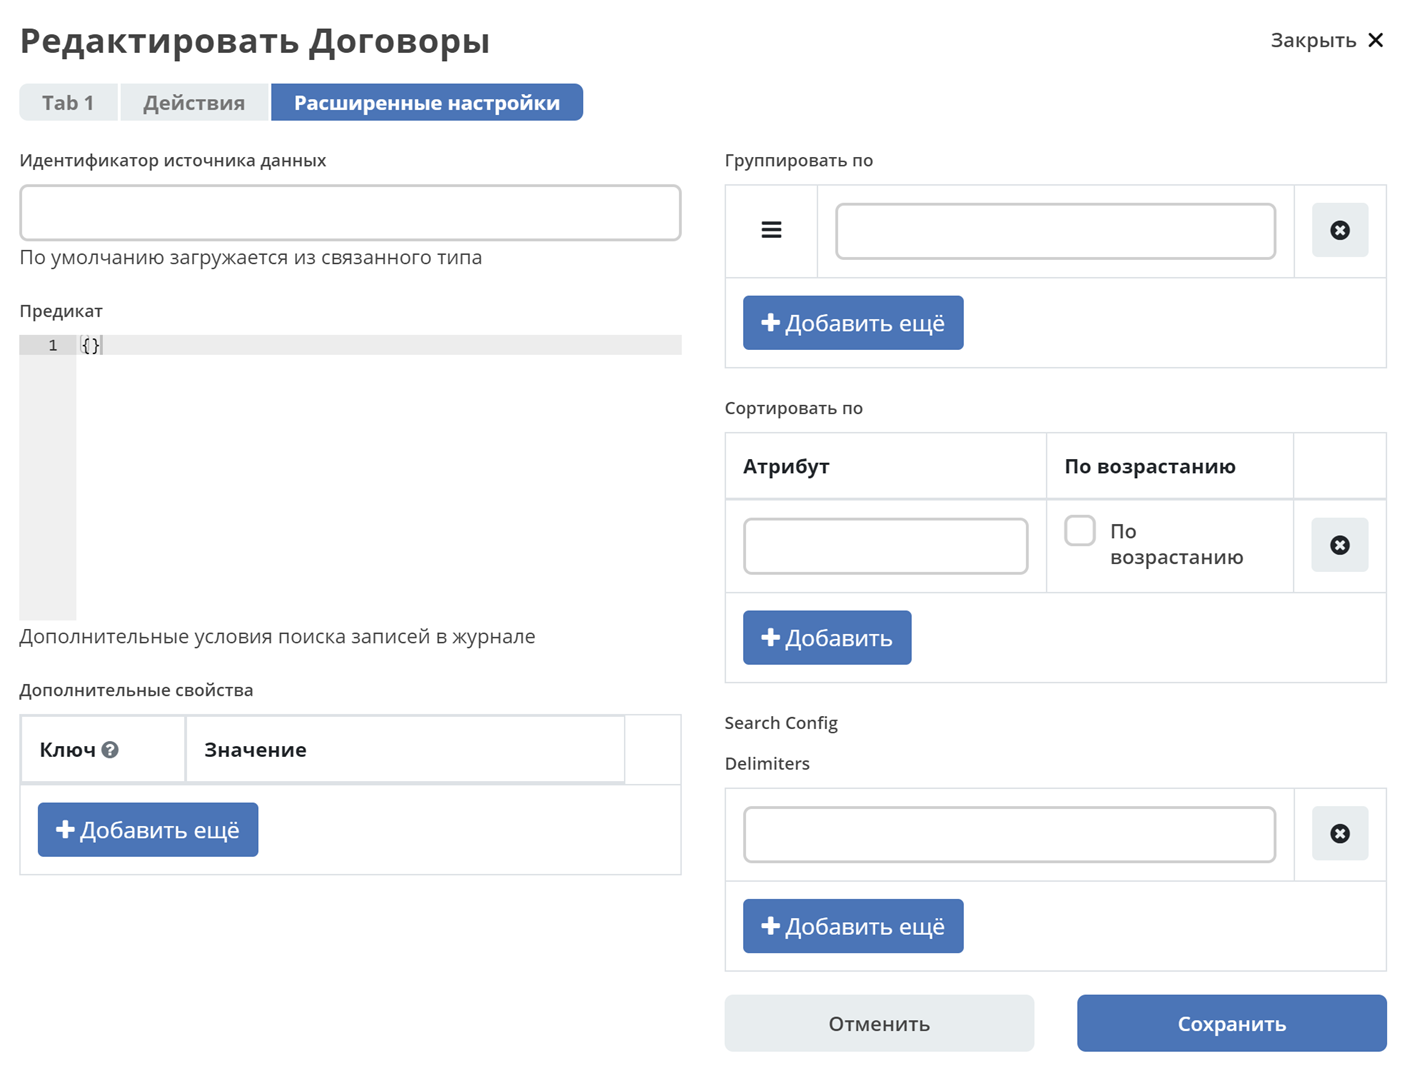 Редактировать Договоры
Закрыть
Tab 1
Действия
Расширенные настройки
Идентификатор источника данных
По умолчанию загружается из связанного типа
Предикат
1
{}
Дополнительные условия поиска записей в журнале
Дополнительные свойства
Ключ
Значение
Добавить ещё
Группировать по
Добавить ещё
Сортировать по
Атрибут
По возрастанию
По
возрастанию
Добавить
Search Config
Delimiters
Добавить ещё
Отменить
Сохранить